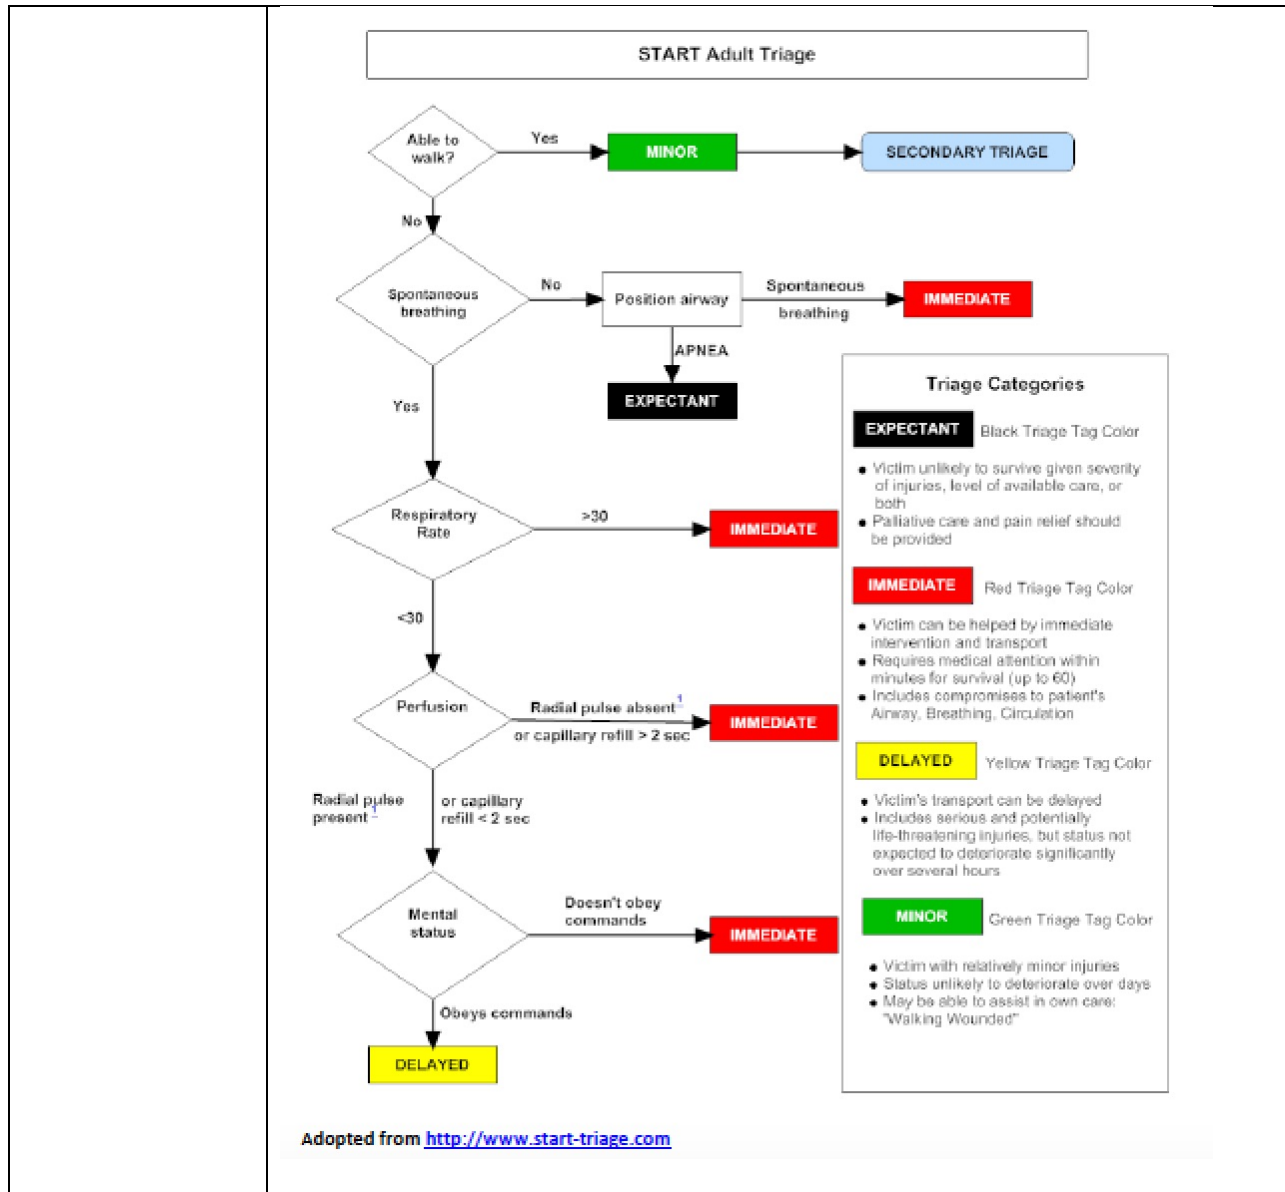 START Adult Triage
Able to
walk?
Yes
MINOR
SECONDARY TRIAGE
No
Spontaneous
breathing
No
Position airway
Spontaneous
breathing
IMMEDIATE
APNEA
EXPECTANT
Yes
Respiratory
Rate
>30
IMMEDIATE
<30
Perfusion
Radial pulse absent 1
or capillary refill > 2 sec
IMMEDIATE
Radial pulse
present 1
or capillary
refill < 2 sec
Mental
status
Doesn't obey
commands
IMMEDIATE
Obeys commands
DELAYED
Triage Categories
EXPECTANT Black Triage Tag Color
● Victim unlikely to survive given severity
of injuries, level of available care, or
both
● Palliative care and pain relief should
be provided
IMMEDIATE Red Triage Tag Color
● Victim can be helped by immediate
intervention and transport
● Requires medical attention within
minutes for survival (up to 60)
● Includes compromises to patient's
Airway, Breathing, Circulation
DELAYED Yellow Triage Tag Color
● Victim's transport can be delayed
● Includes serious and potentially
life-threatening injuries, but status not
expected to deteriorate significantly
over several hours
MINOR Green Triage Tag Color
● Victim with relatively minor injuries
● Status unlikely to deteriorate over days
● May be able to assist in own care:
"Walking Wounded"
Adopted from http://www.start-triage.com